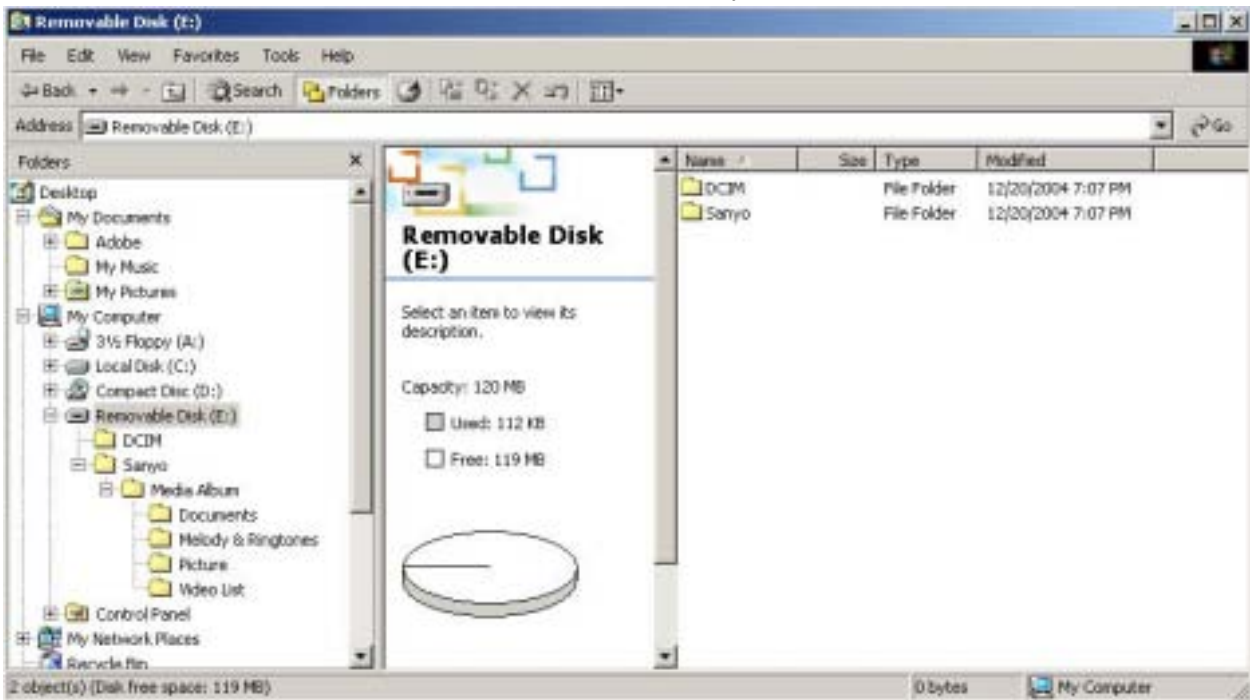 Removable Disk (E:)
File Edit View Favorites Tools Help
Back Search Folders
Address Removable Disk (E:) Go
Folders
Desktop
My Documents
Adobe
My Music
My Pictures
My Computer
3½ Floppy (A:)
Local Disk (C:)
Compact Disc (D:)
Removable Disk (E:)
DCIM
Sanyo
Media Album
Documents
Melody & Ringtones
Picture
Video List
Control Panel
My Network Places
Recycle Bin
Removable Disk
(E:)
Select an item to view its
description.
Capacity: 120 MB
Used: 112 KB
Free: 119 MB
Name Size Type Modified
DCIM File Folder 12/20/2004 7:07 PM
Sanyo File Folder 12/20/2004 7:07 PM
2 object(s) (Disk free space: 119 MB) 0 bytes My Computer